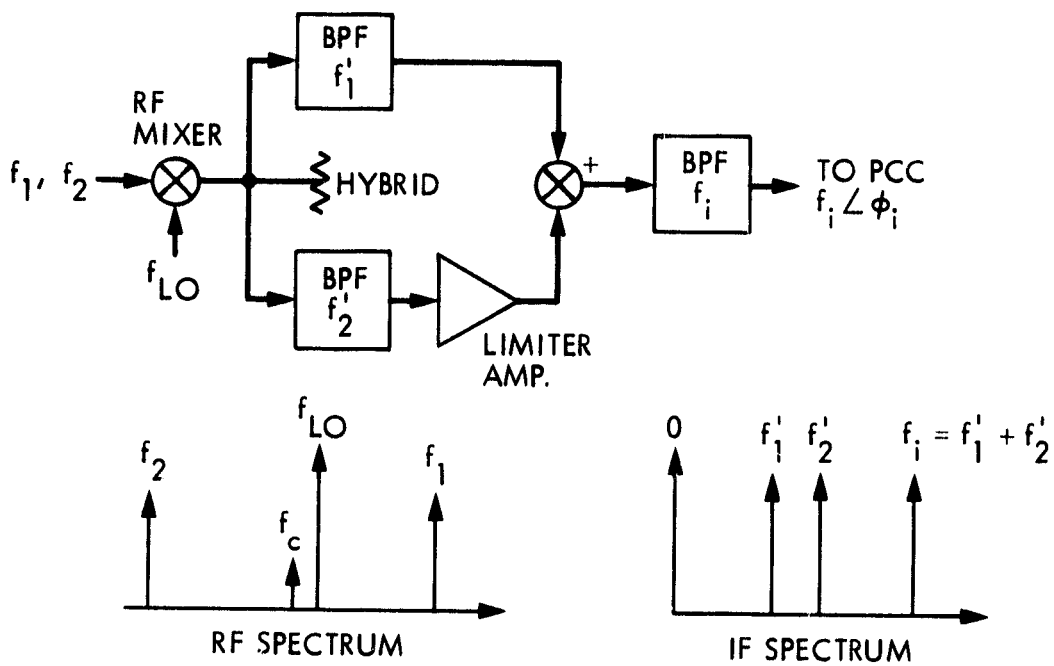 BPF
f'1
RF
MIXER
f1, f2
HYBRID
fLO
BPF
f'2
LIMITER
AMP.
+
BPF
fi
TO PCC
fi∠ϕi
f2
fc
fLO
f1
RF SPECTRUM
0
f'1
f'2
fi = f'1 + f'2
IF SPECTRUM